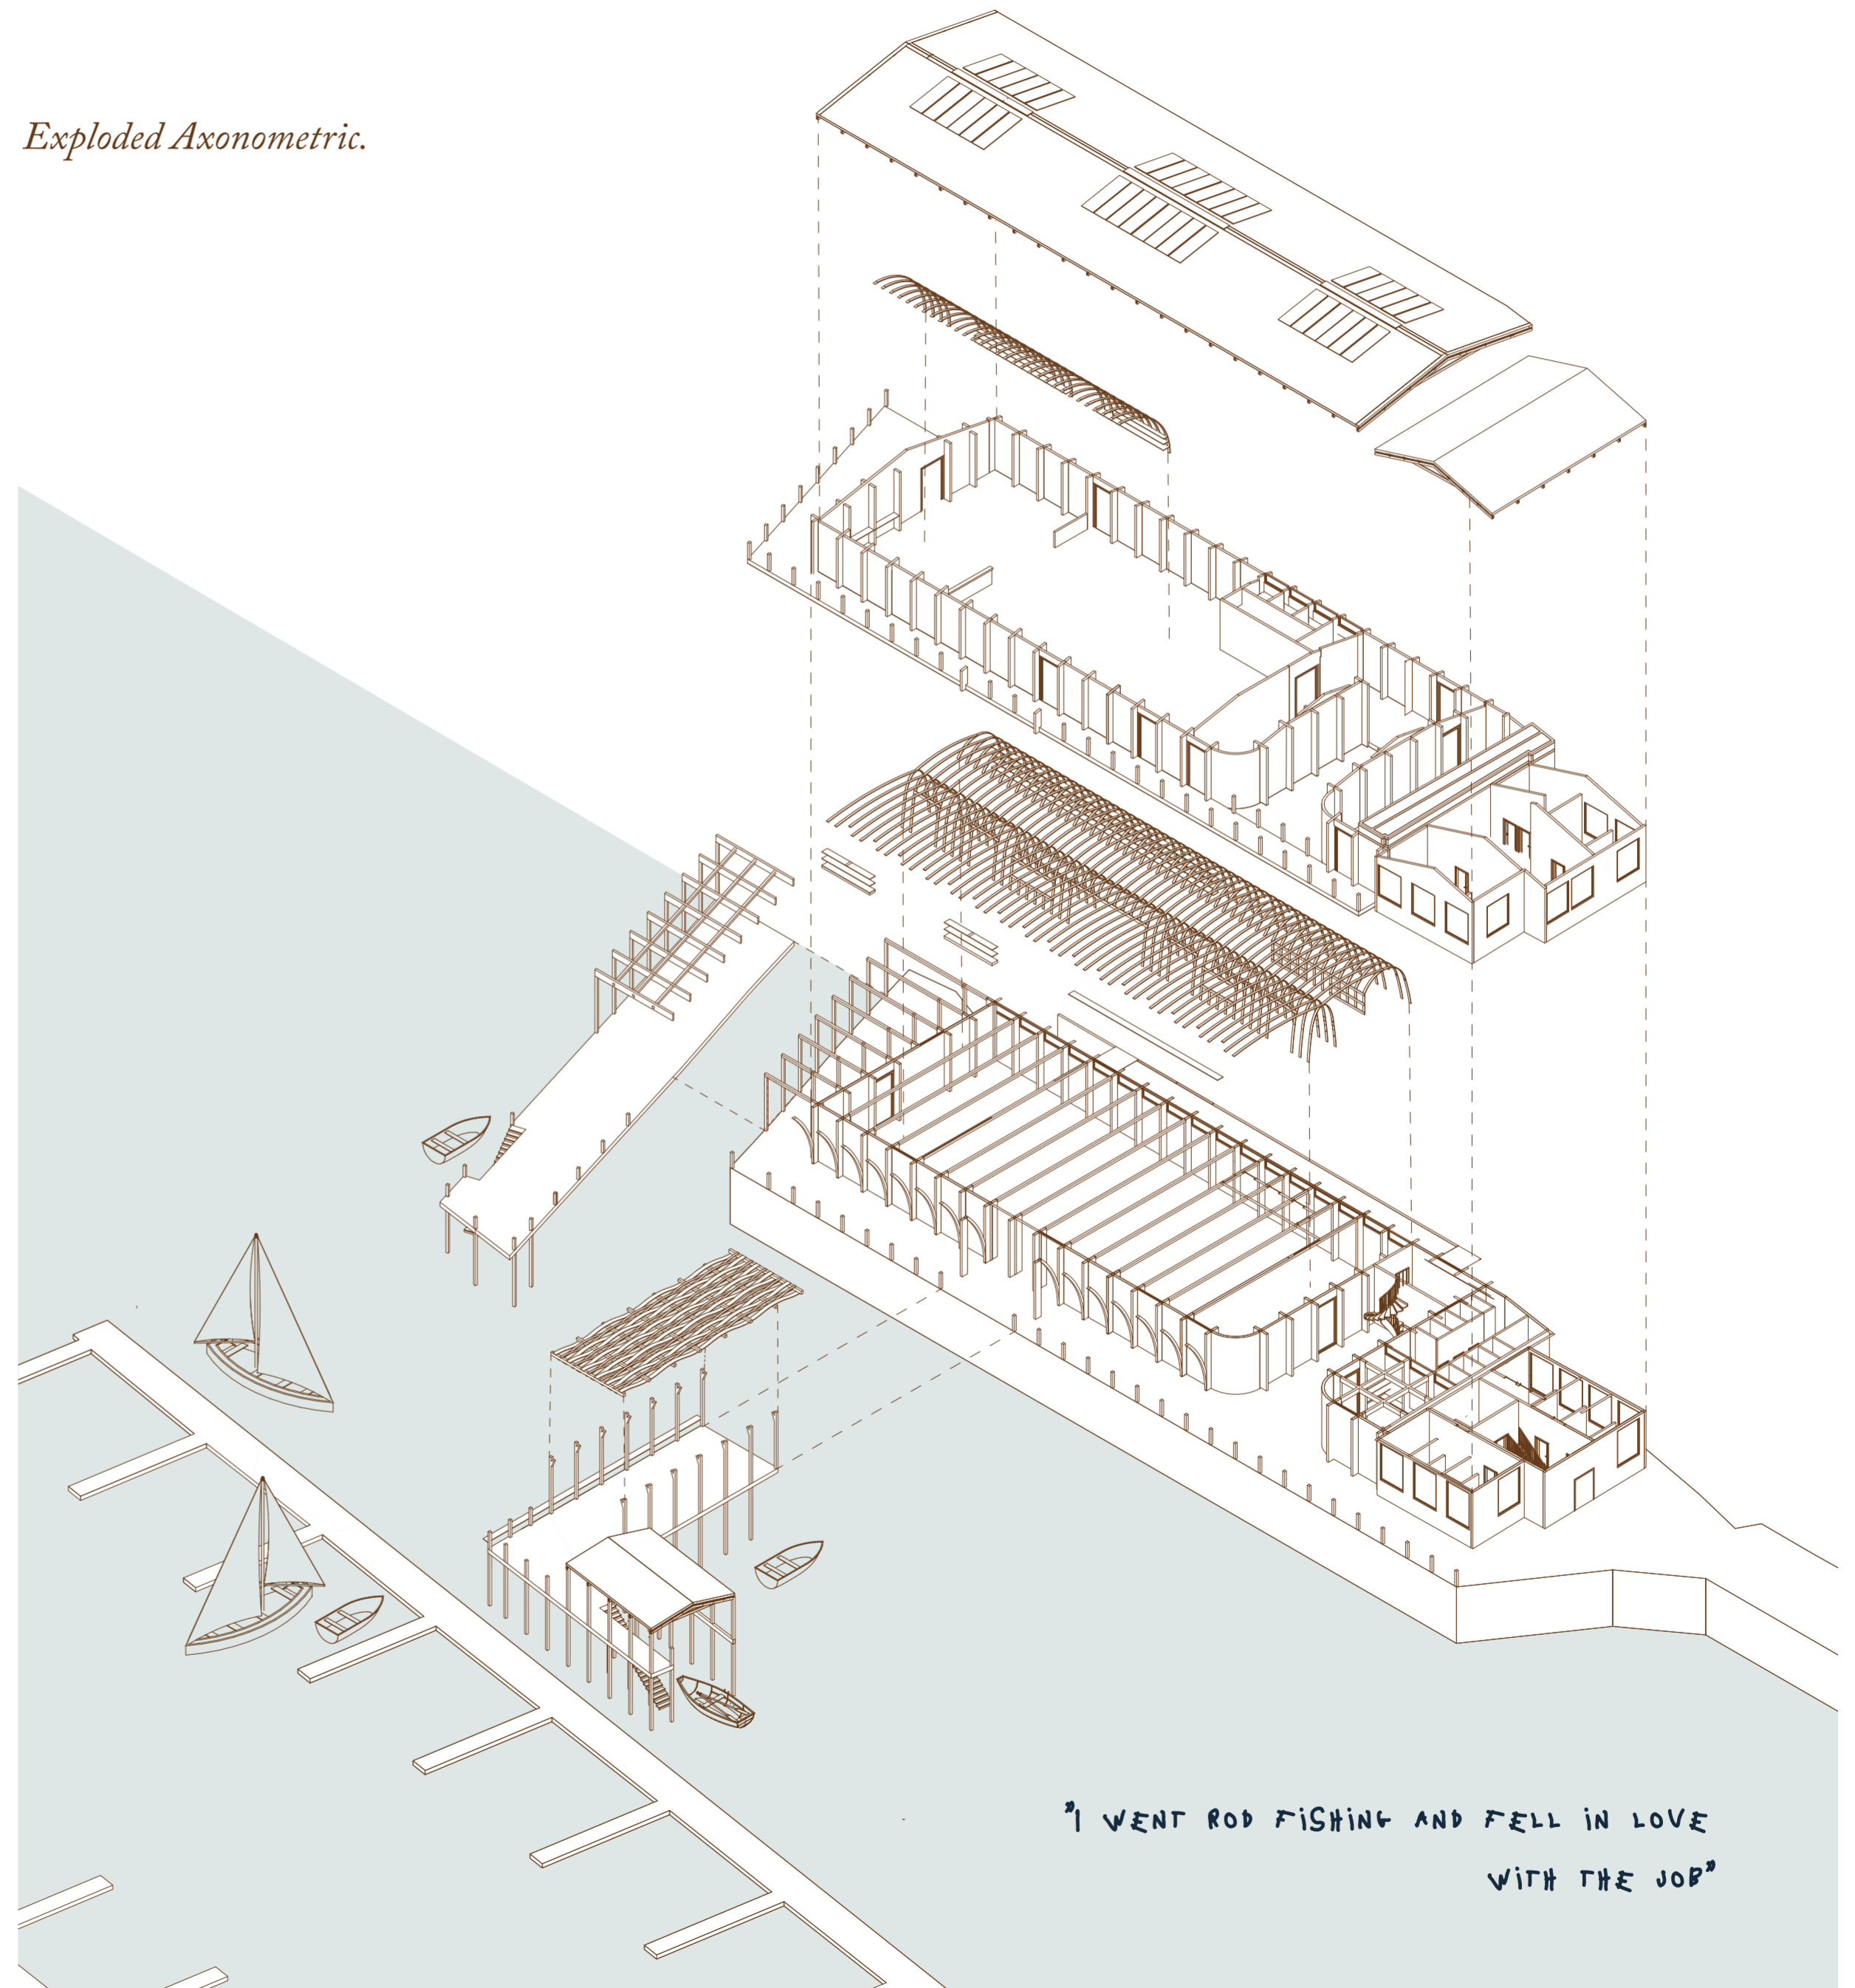 Exploded Axonometric.
"I WENT ROD FiSHiNG AND FELL iN LOVE
WiTH THE JOB"